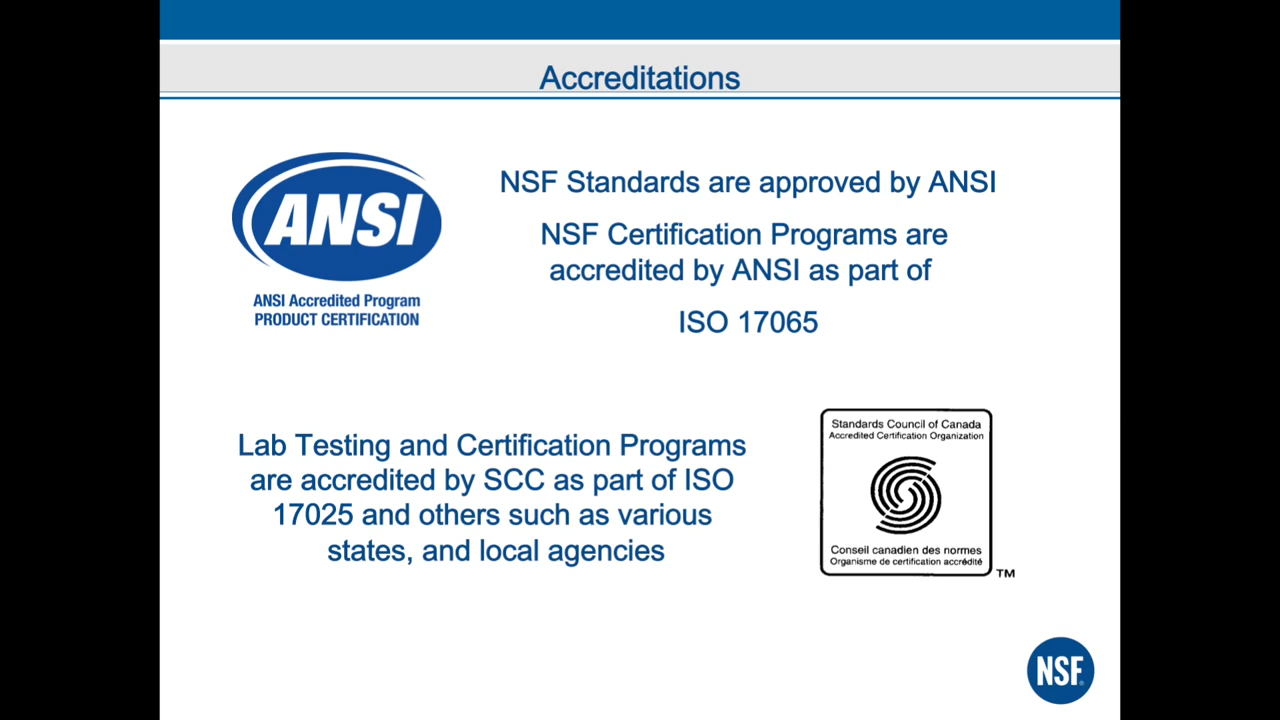 Accreditations
ANSI
ANSI Accredited Program
PRODUCT CERTIFICATION
NSF Standards are approved by ANSI
NSF Certification Programs are
accredited by ANSI as part of
ISO 17065
Lab Testing and Certification Programs
are accredited by SCC as part of ISO
17025 and others such as various
states, and local agencies
Standards Council of Canada
Accredited Certification Organization
Conseil canadien des normes
Organisme de certification accrédité
TM
NSF®